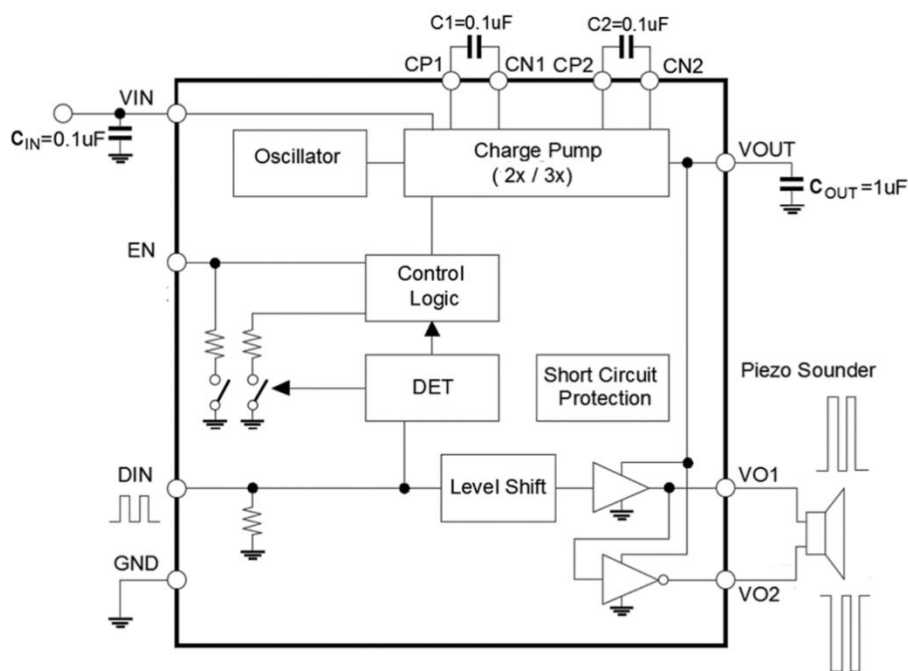 C1=0.1uF
C2=0.1uF
CP1
CN1
CP2
CN2
VIN
CIN=0.1uF
Oscillator
Charge Pump
( 2x / 3x)
VOUT
COUT=1uF
EN
Control
Logic
DET
Short Circuit
Protection
Piezo Sounder
DIN
Level Shift
VO1
GND
VO2